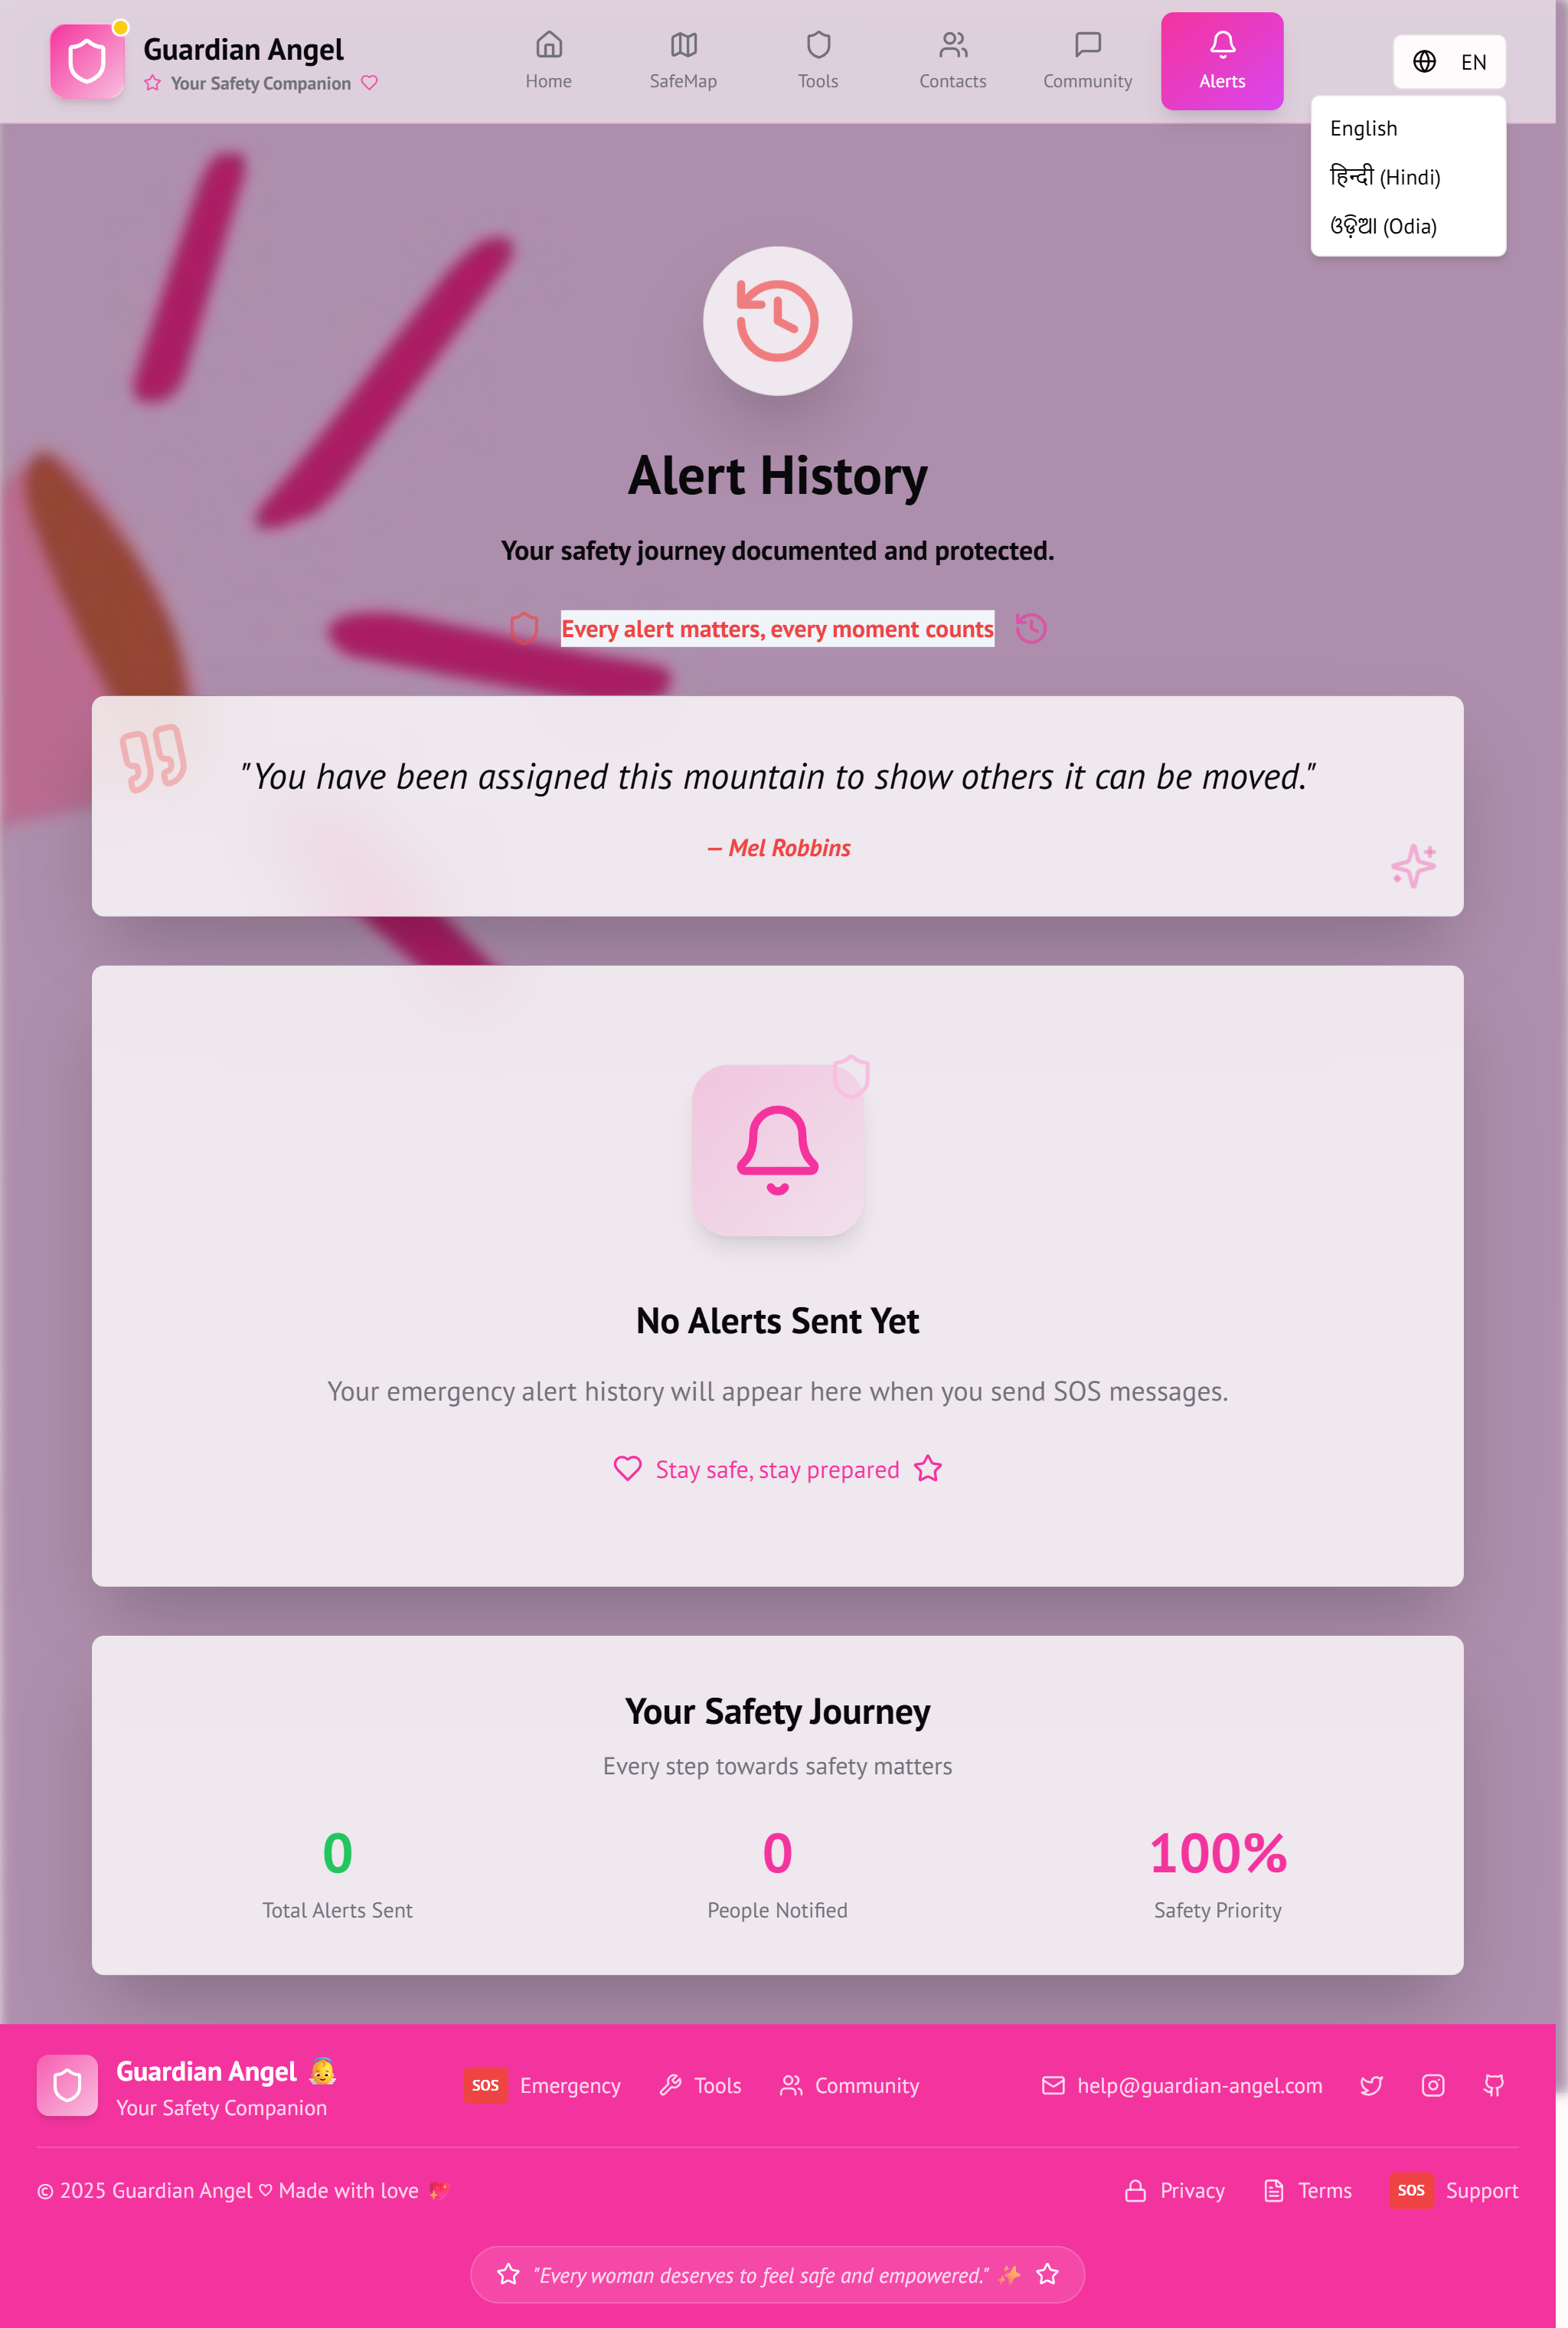 Guardian Angel
Your Safety Companion
Home
SafeMap
Tools
Contacts
Community
Alerts
EN
English
हिन्दी (Hindi)
ଓଡ଼ିଆ (Odia)
Alert History
Your safety journey documented and protected.
Every alert matters, every moment counts
"You have been assigned this mountain to show others it can be moved."
— Mel Robbins
No Alerts Sent Yet
Your emergency alert history will appear here when you send SOS messages.
Stay safe, stay prepared
Your Safety Journey
Every step towards safety matters
0
Total Alerts Sent
0
People Notified
100%
Safety Priority
Guardian Angel 👼
Your Safety Companion
SOS Emergency
Tools
Community
help@guardian-angel.com
© 2025 Guardian Angel ♡ Made with love 💖
Privacy
Terms
SOS Support
"Every woman deserves to feel safe and empowered." ✨